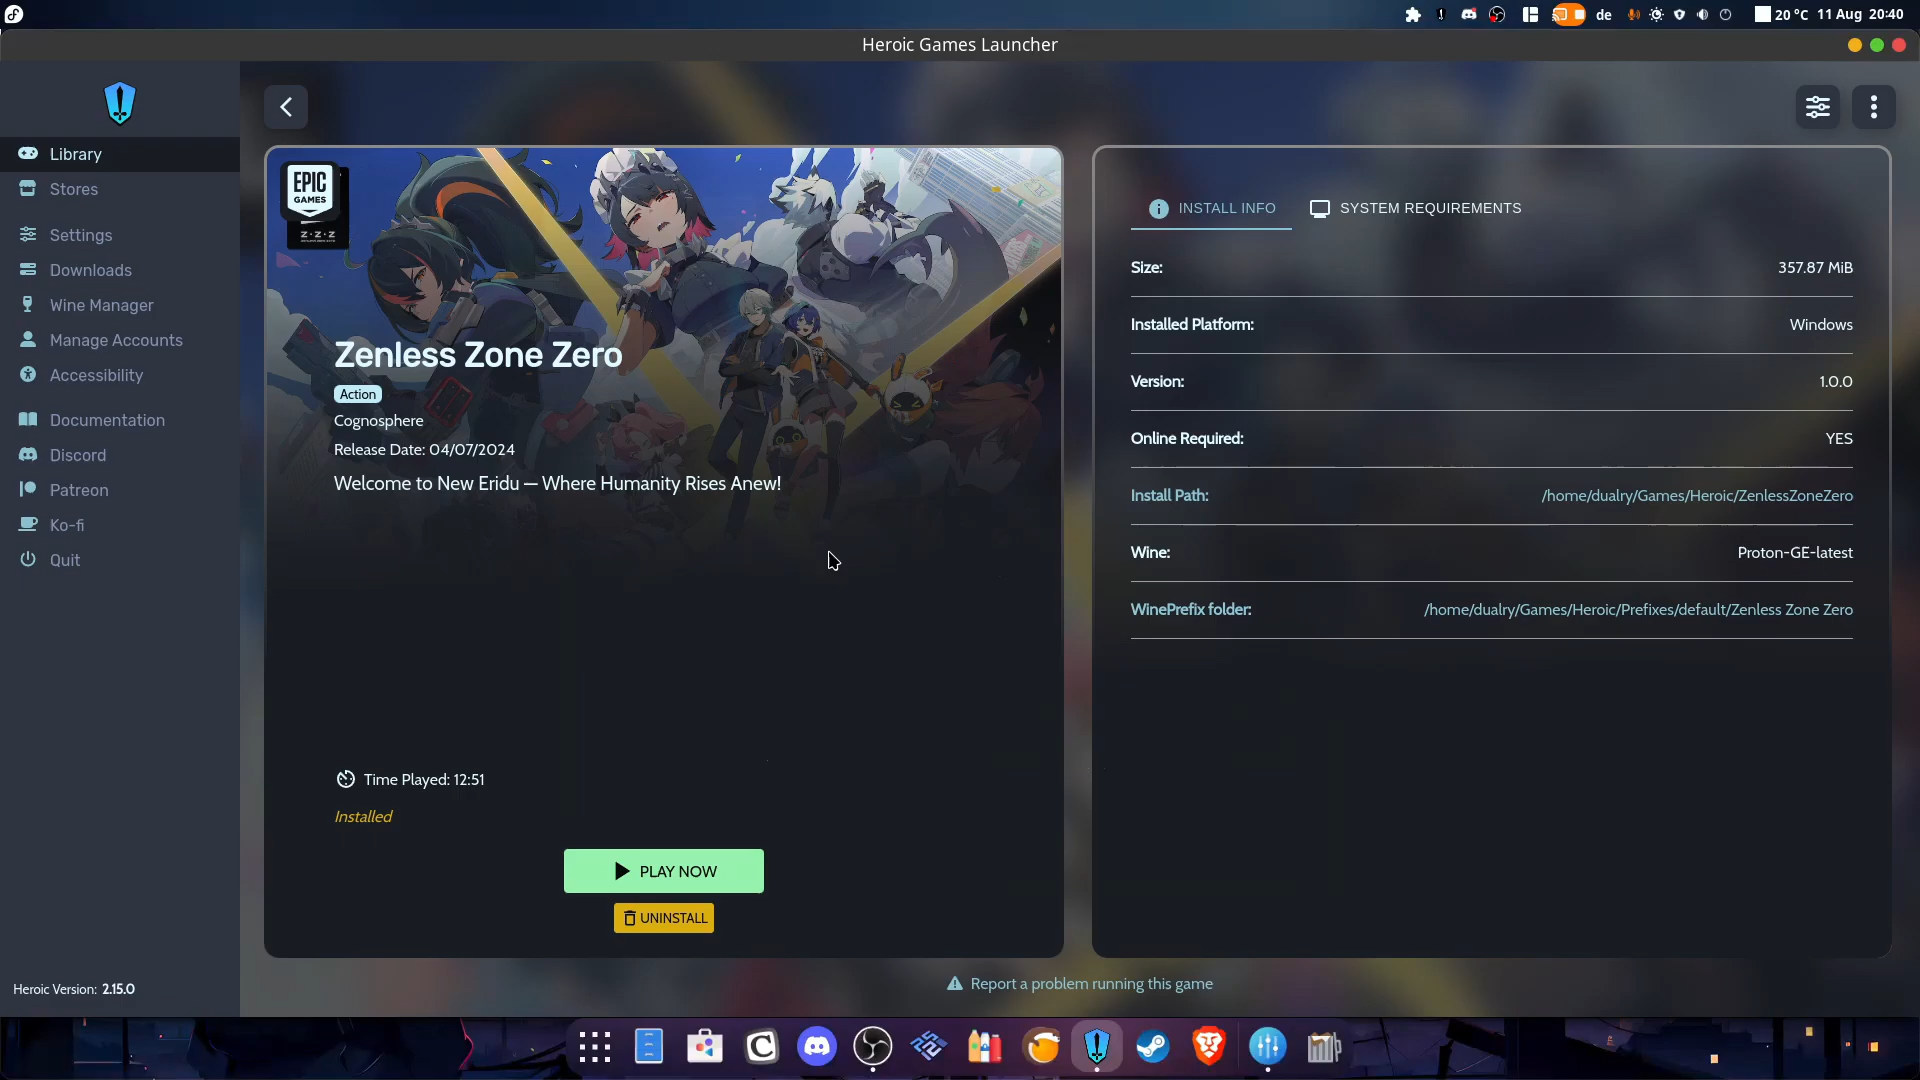 de
20 °C 11 Aug 20:40
Heroic Games Launcher
Library
Stores
Settings
Downloads
Wine Manager
Manage Accounts
Accessibility
Documentation
Discord
Patreon
Ko-fi
Quit
Heroic Version: 2.15.0
EPIC
GAMES
Z·Z·Z
Zenless Zone Zero
Action
Cognosphere
Release Date: 04/07/2024
Welcome to New Eridu — Where Humanity Rises Anew!
Time Played: 12:51
Installed
PLAY NOW
UNINSTALL
INSTALL INFO
SYSTEM REQUIREMENTS
Size: 357.87 MiB
Installed Platform: Windows
Version: 1.0.0
Online Required: YES
Install Path: /home/dualry/Games/Heroic/ZenlessZoneZero
Wine: Proton-GE-latest
WinePrefix folder: /home/dualry/Games/Heroic/Prefixes/default/Zenless Zone Zero
Report a problem running this game